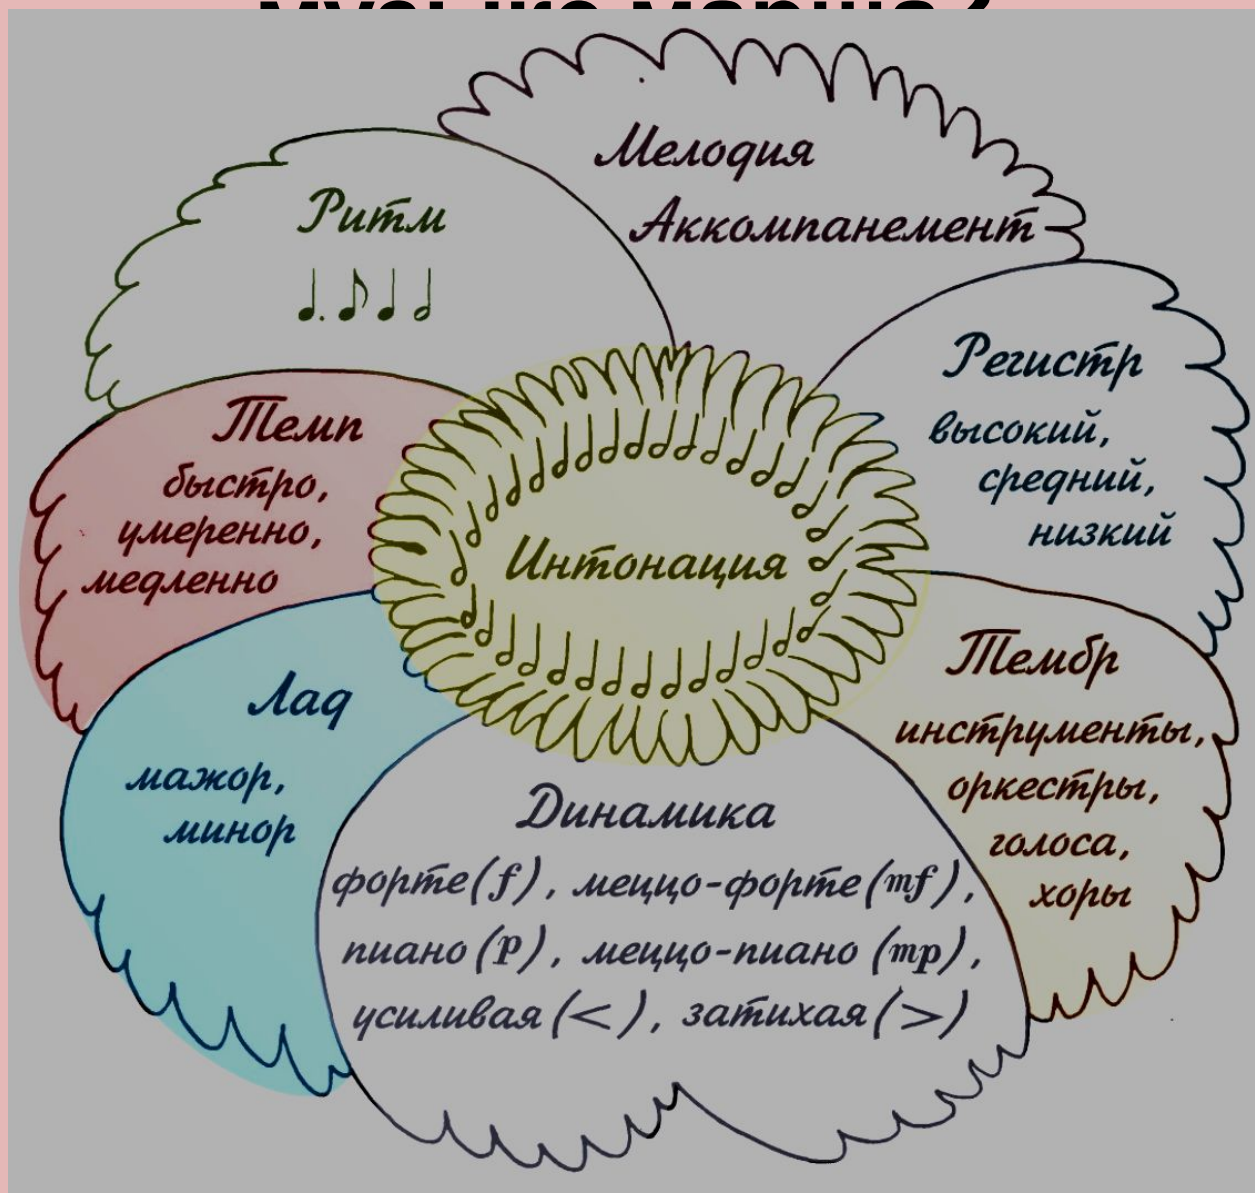 марша?
Мелодия
Аккомпанемент
Ритм
Регистр
высокий,
средний,
низкий
Темп
быстро,
умеренно,
медленно
Интонация
Тембр
инструменты,
оркестры,
голоса,
хоры
Лад
мажор,
минор
Динамика
форте (f), меццо-форте (mf),
пиано (p), меццо-пиано (mp),
усиливая (<), затихая (>)